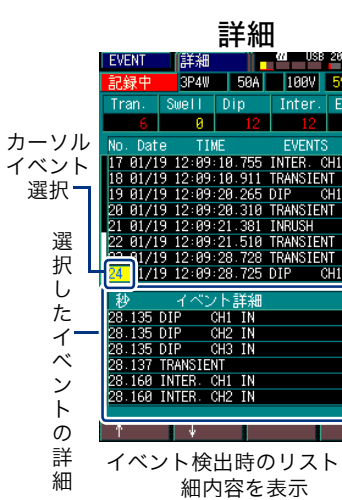 詳細
EVENT 詳細 USB 20
記録中 3P4W 50A 100V 5
Tran. Swell Dip Inter. E
6 0 12 12
No. Date TIME EVENTS
17 01/19 12:09:10.755 INTER. CH1
18 01/19 12:09:10.911 TRANSIENT
19 01/19 12:09:20.265 DIP CH1
20 01/19 12:09:20.310 TRANSIENT
21 01/19 12:09:21.381 INRUSH
22 01/19 12:09:21.510 TRANSIENT
23 01/19 12:09:28.728 TRANSIENT
24 1/19 12:09:28.725 DIP CH1
秒 イベント詳細
28.135 DIP CH1 IN
28.135 DIP CH2 IN
28.135 DIP CH3 IN
28.137 TRANSIENT
28.160 INTER. CH1 IN
28.160 INTER. CH2 IN
↑ ↓
カーソル
イベント
選択
選択したイベントの詳細
イベント検出時のリスト
細内容を表示